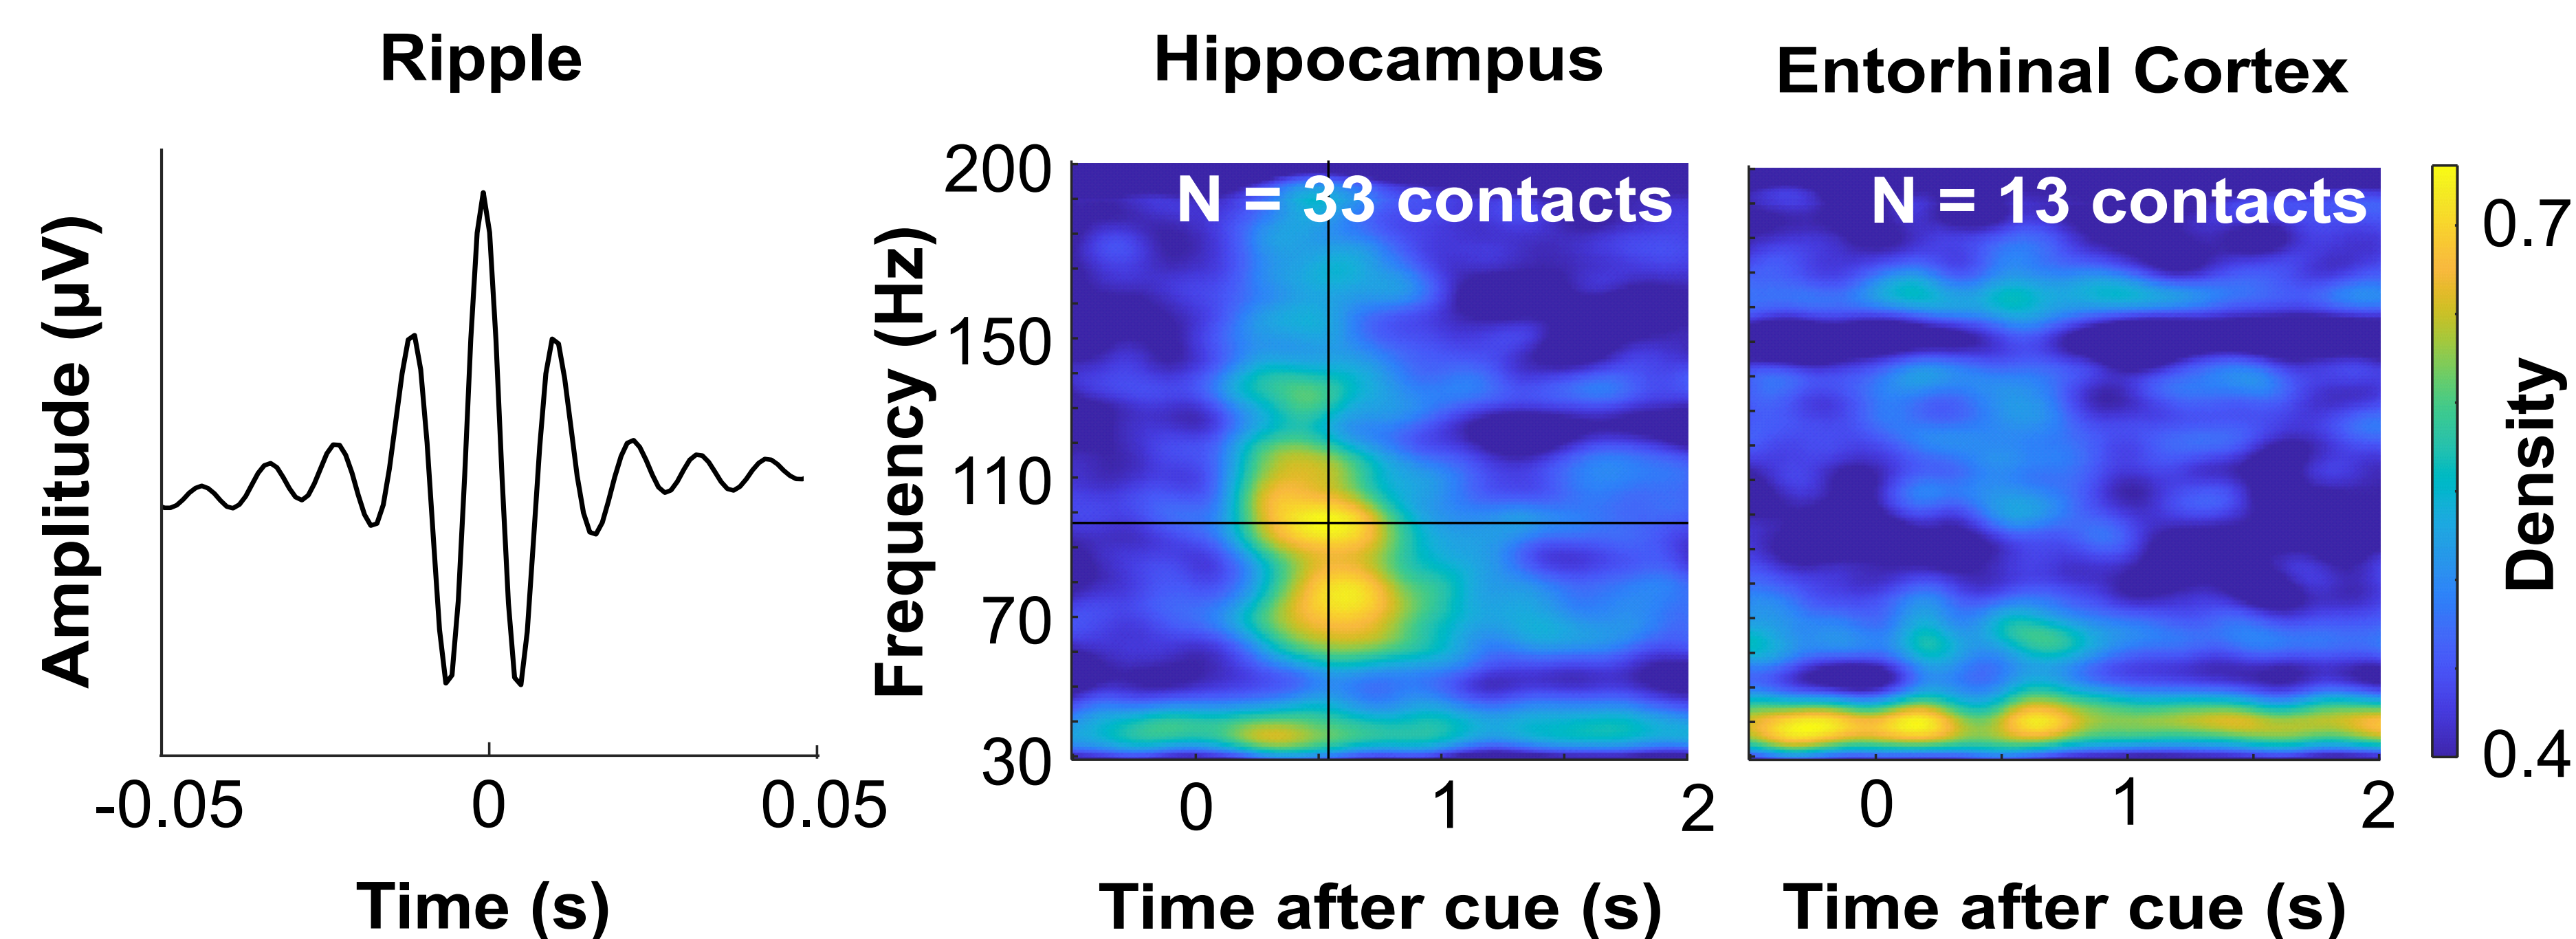 Ripple
Amplitude (µV)
-0.05
0
0.05
Time (s)
Hippocampus
N = 33 contacts
Frequency (Hz)
200
150
110
70
30
0
1
2
Time after cue (s)
Entorhinal Cortex
N = 13 contacts
0
1
2
Time after cue (s)
0.7
0.4
Density